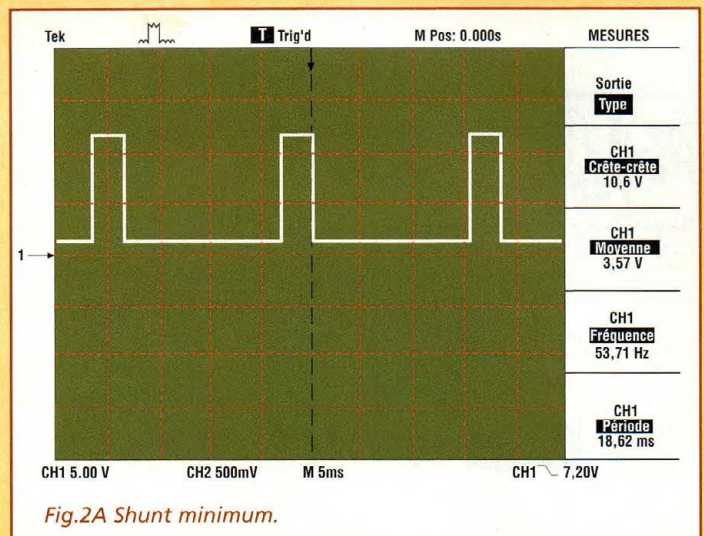 Tek T Trig'd M Pos: 0.000s MESURES
Sortie
Type
CH1
Crête-crête
10,6 V
1
CH1
Moyenne
3,57 V
CH1
Fréquence
53,71 Hz
CH1
Période
18,62 ms
CH1 5.00 V CH2 500mV M 5ms CH1 7,20V
Fig.2A Shunt minimum.